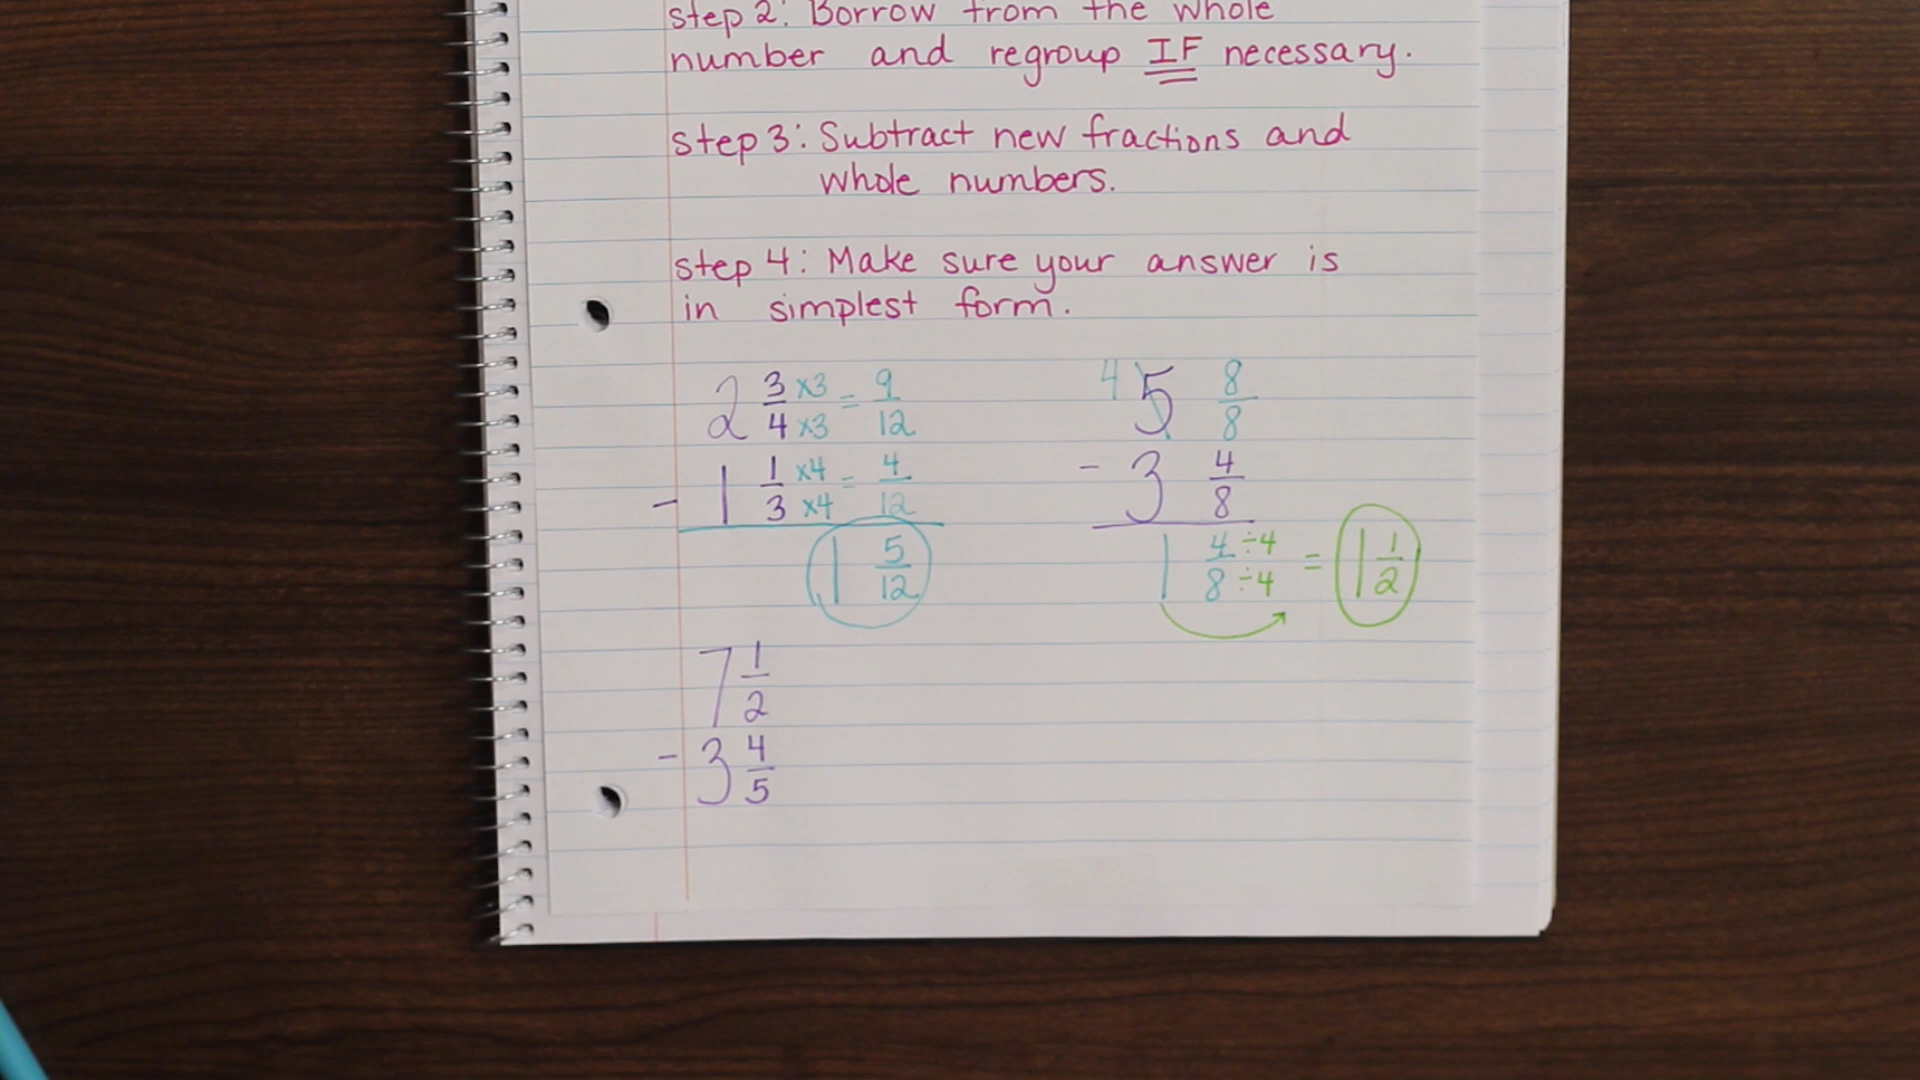 step 2: Borrow from the whole
number and regroup IF necessary.
step 3: Subtract new fractions and
whole numbers.
step 4: Make sure your answer is
in simplest form.
2 3/4 ×3/×3 = 9/12
- 1 1/3 ×4/×4 = 4/12
1 5/12
4 5 8/8
- 3 4/8
1 4/8 ÷4/÷4 = 1 1/2
7 1/2
- 3 4/5